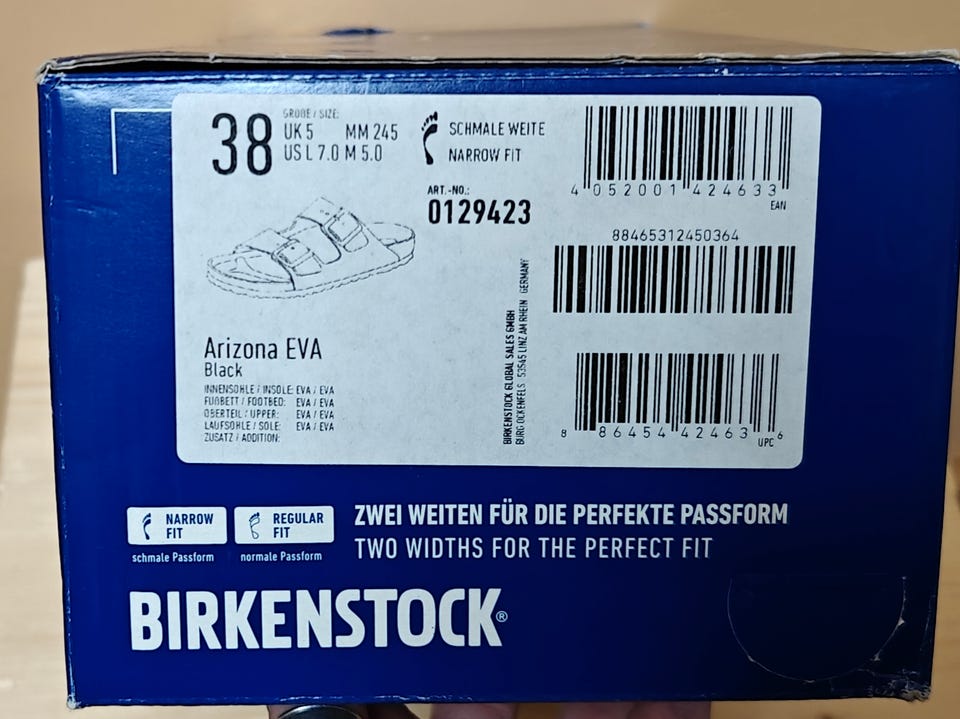 38
GRÖßE / SIZE:
UK 5 MM 245
US L 7.0 M 5.0
SCHMALE WEITE
NARROW FIT
ART.-NO.:
0129423
4 052001 424633
EAN
88465312450364
8 86454 42463 6
UPC
BIRKENSTOCK GLOBAL SALES GMBH
BURG OCKENFELS 53545 LINZ AM RHEIN GERMANY
Arizona EVA
Black
INNENSOHLE / INSOLE: EVA / EVA
FUßBETT / FOOTBED: EVA / EVA
OBERTEIL / UPPER: EVA / EVA
LAUFSOHLE / SOLE: EVA / EVA
ZUSATZ / ADDITION:
NARROW
FIT
schmale Passform
REGULAR
FIT
normale Passform
ZWEI WEITEN FÜR DIE PERFEKTE PASSFORM
TWO WIDTHS FOR THE PERFECT FIT
BIRKENSTOCK®